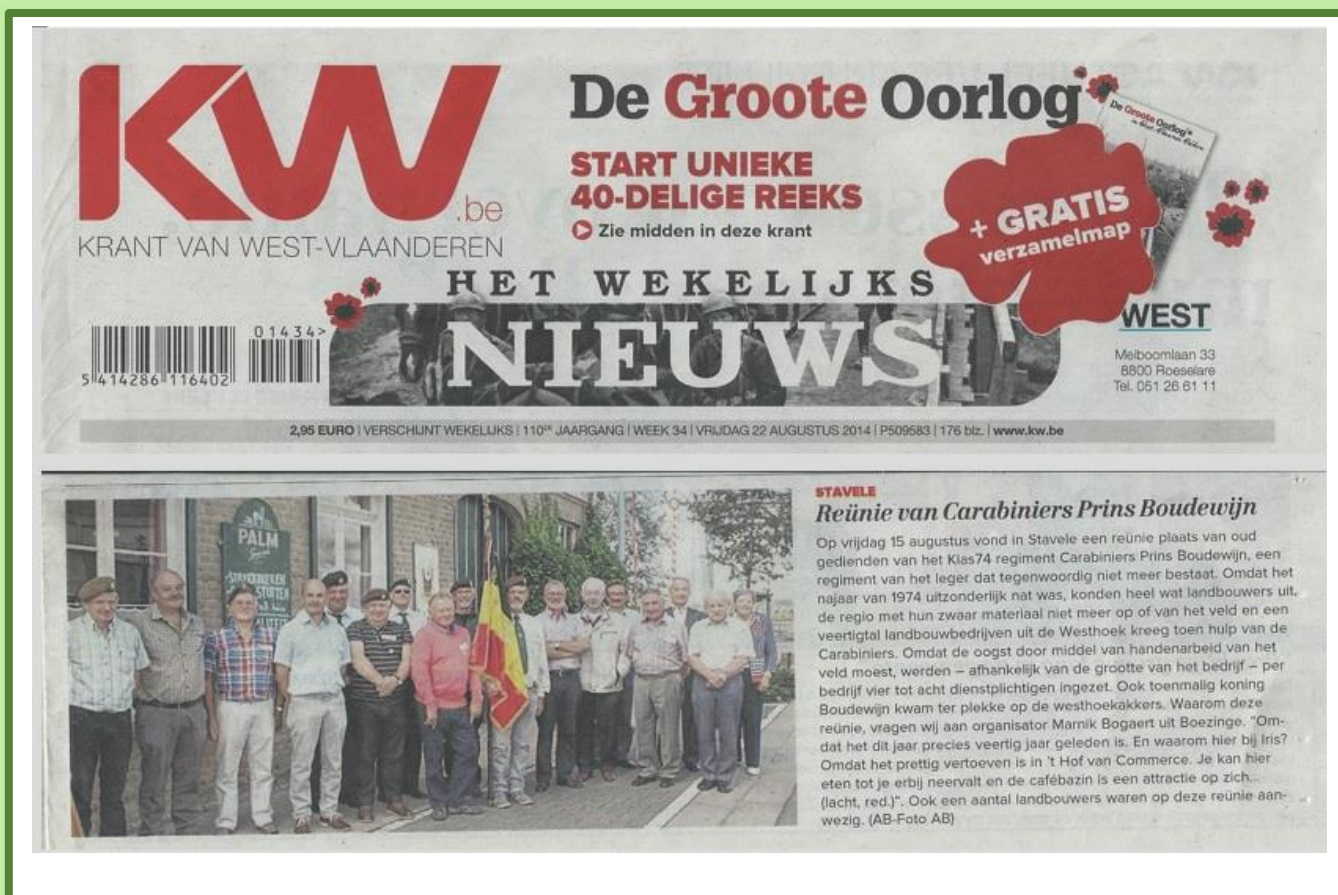 KW
.be
KRANT VAN WEST-VLAANDEREN
De Groote Oorlog
START UNIEKE
40-DELIGE REEKS
Zie midden in deze krant
De Groote Oorlog
+ GRATIS
verzamelmap
HET WEKELIJKS
NIEUWS
01434>
5 414286 116402
WEST
Meiboomlaan 33
8800 Roeselare
Tel. 051 26 61 11
2,95 EURO | VERSCHIJNT WEKELIJKS | 110DE JAARGANG | WEEK 34 | VRIJDAG 22 AUGUSTUS 2014 | P509583 | 176 blz. | www.kw.be
PALM
STAVELE
Reünie van Carabiniers Prins Boudewijn
Op vrijdag 15 augustus vond in Stavele een reünie plaats van oud
gedienden van het Klas74 regiment Carabiniers Prins Boudewijn, een
regiment van het leger dat tegenwoordig niet meer bestaat. Omdat het
najaar van 1974 uitzonderlijk nat was, konden heel wat landbouwers uit
de regio met hun zwaar materiaal niet meer op of van het veld en een
veertigtal landbouwbedrijven uit de Westhoek kreeg toen hulp van de
Carabiniers. Omdat de oogst door middel van handenarbeid van het
veld moest, werden – afhankelijk van de grootte van het bedrijf – per
bedrijf vier tot acht dienstplichtigen ingezet. Ook toenmalig koning
Boudewijn kwam ter plekke op de westhoekakkers. Waarom deze
reünie, vragen wij aan organisator Marnik Bogaert uit Boezinge. "Om-
dat het dit jaar precies veertig jaar geleden is. En waarom hier bij Iris?
Omdat het prettig vertoeven is in 't Hof van Commerce. Je kan hier
eten tot je erbij neervalt en de cafébazin is een attractie op zich...
(lacht, red.)". Ook een aantal landbouwers waren op deze reünie aan-
wezig. (AB-Foto AB)